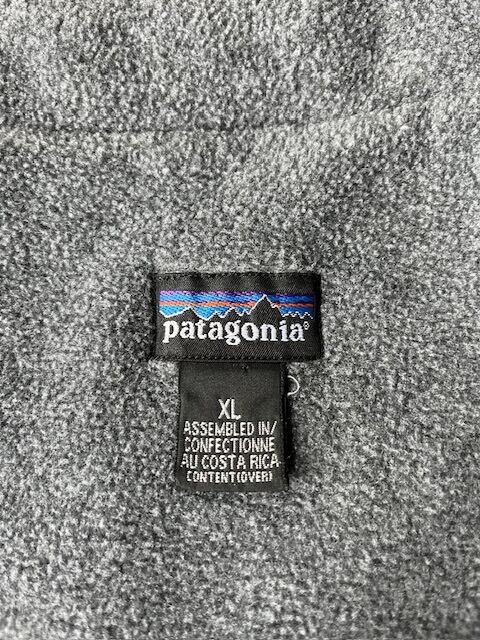 patagonia®
XL
ASSEMBLED IN/
CONFECTIONNE
AU COSTA RICA
CONTENT(OVER)